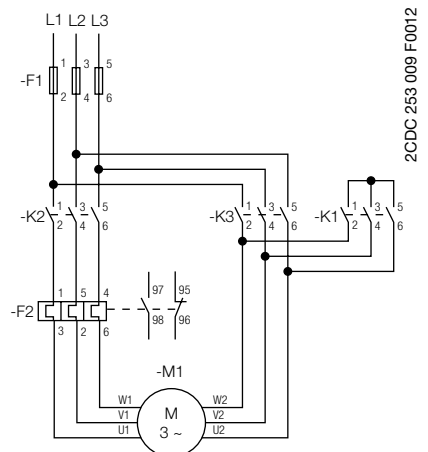 L1 L2 L3
2CDC 253 009 F0012
-F1 1 3 5
2 4 6
-K2 1 3 5
2 4 6
-K3 1 3 5
2 4 6
-K1 1 3 5
2 4 6
-F2 1 5 4
3 2 6
97 95
98 96
-M1
W1 W2
V1 M V2
U1 3 ~ U2